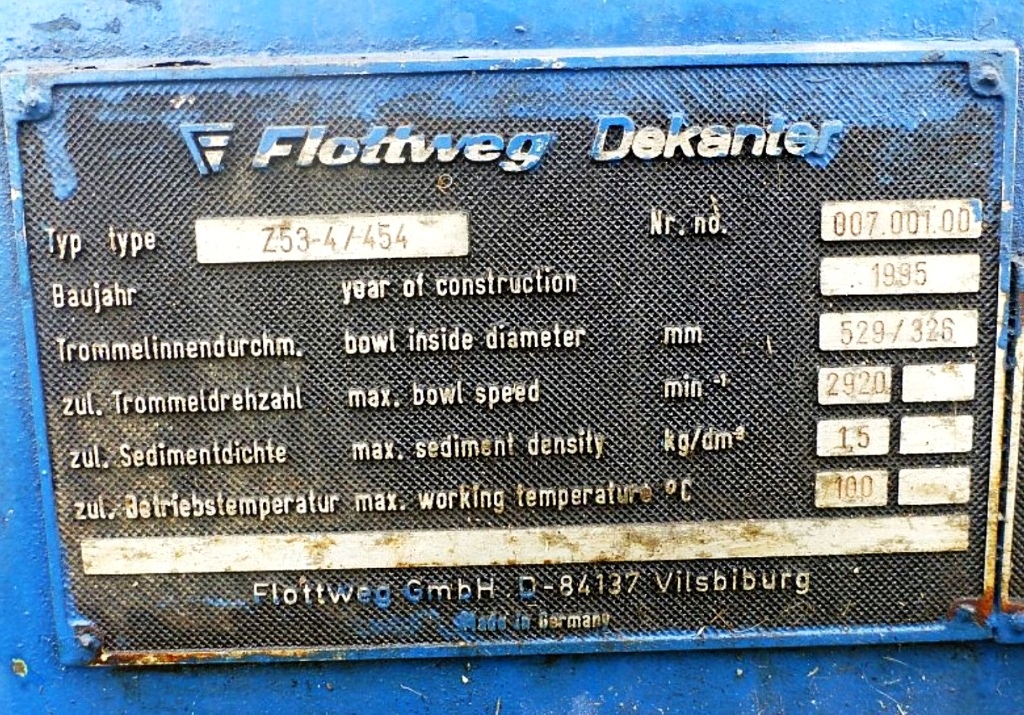 Flottweg Dekanter
Typ type Z53-4/454 Nr. no. 007.001.00
Baujahr year of construction 1995
Trommelinnendurchm. bowl inside diameter mm 529/326
zul. Trommeldrehzahl max. bowl speed min⁻¹ 2920
zul. Sedimentdichte max. sediment density kg/dm³ 1.5
zul. Betriebstemperatur max. working temperature °C 100
Flottweg GmbH . D-84137 Vilsbiburg
Made in Germany